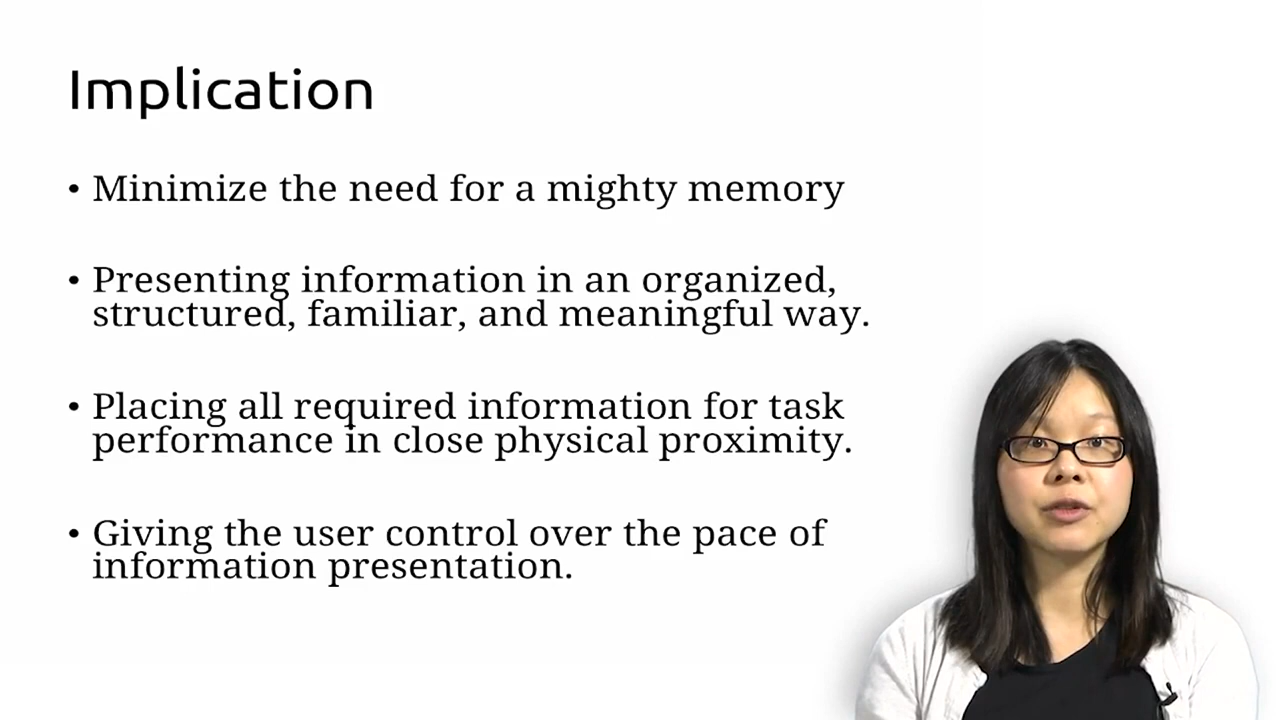 Implication
• Minimize the need for a mighty memory
• Presenting information in an organized,
structured, familiar, and meaningful way.
• Placing all required information for task
performance in close physical proximity.
• Giving the user control over the pace of
information presentation.